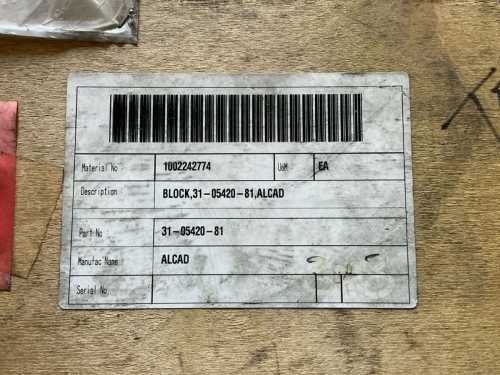 Material No 1002242774 UoM EA
Description BLOCK,31-05420-81,ALCAD
Part No 31-05420-81
Manufac Name ALCAD
Serial No.